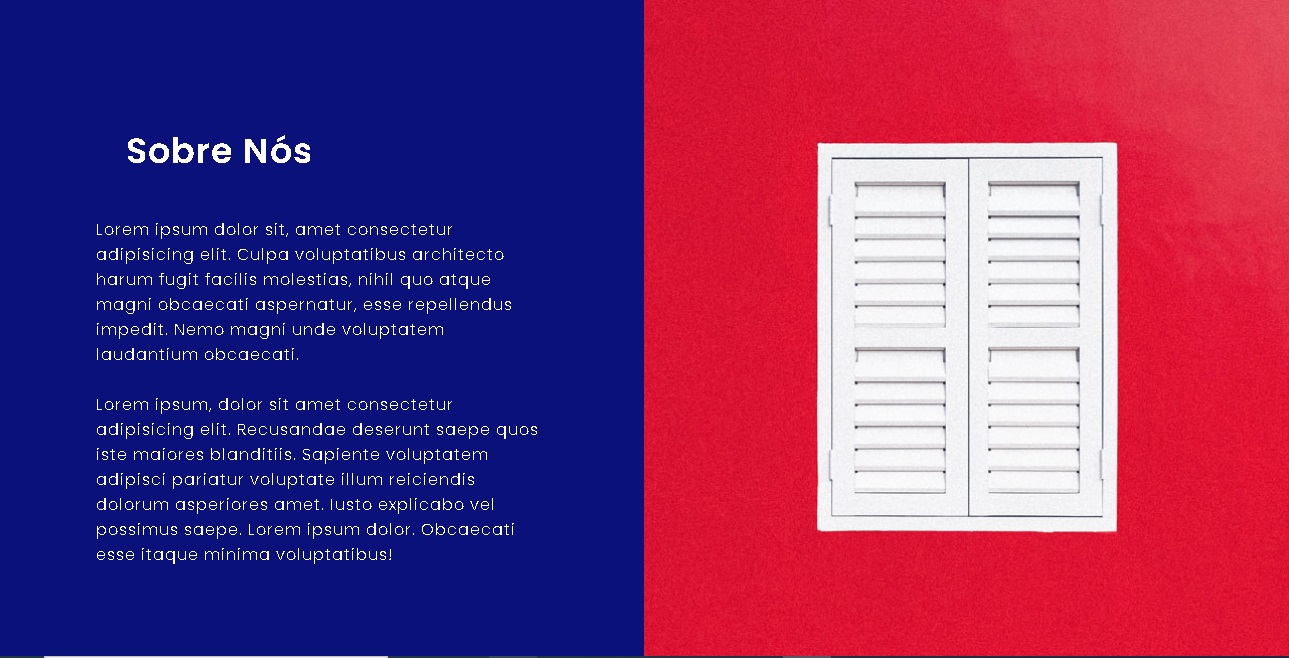 Sobre Nós
Lorem ipsum dolor sit, amet consectetur
adipisicing elit. Culpa voluptatibus architecto
harum fugit facilis molestias, nihil quo atque
magni obcaecati aspernatur, esse repellendus
impedit. Nemo magni unde voluptatem
laudantium obcaecati.
Lorem ipsum, dolor sit amet consectetur
adipisicing elit. Recusandae deserunt saepe quos
iste maiores blanditiis. Sapiente voluptatem
adipisci pariatur voluptate illum reiciendis
dolorum asperiores amet. Iusto explicabo vel
possimus saepe. Lorem ipsum dolor. Obcaecati
esse itaque minima voluptatibus!